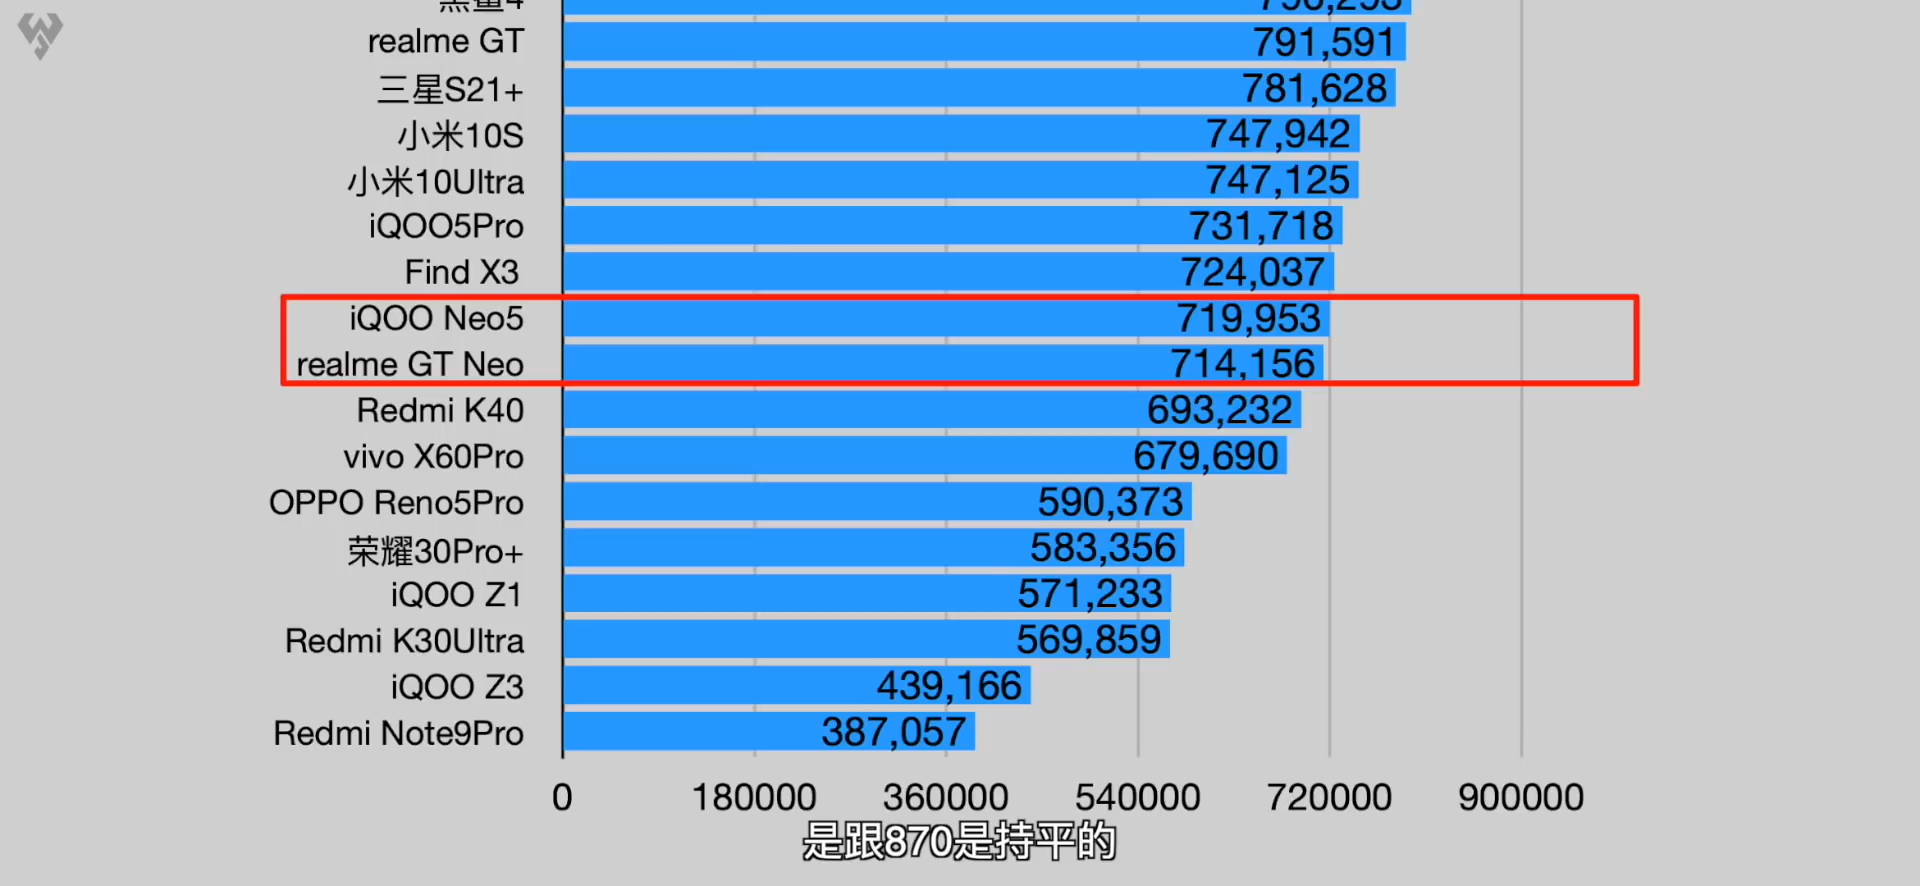 黑鲨4 796,293
realme GT 791,591
三星S21+ 781,628
小米10S 747,942
小米10Ultra 747,125
iQOO5Pro 731,718
Find X3 724,037
iQOO Neo5 719,953
realme GT Neo 714,156
Redmi K40 693,232
vivo X60Pro 679,690
OPPO Reno5Pro 590,373
荣耀30Pro+ 583,356
iQOO Z1 571,233
Redmi K30Ultra 569,859
iQOO Z3 439,166
Redmi Note9Pro 387,057
0 180000 360000 540000 720000 900000
是跟870是持平的